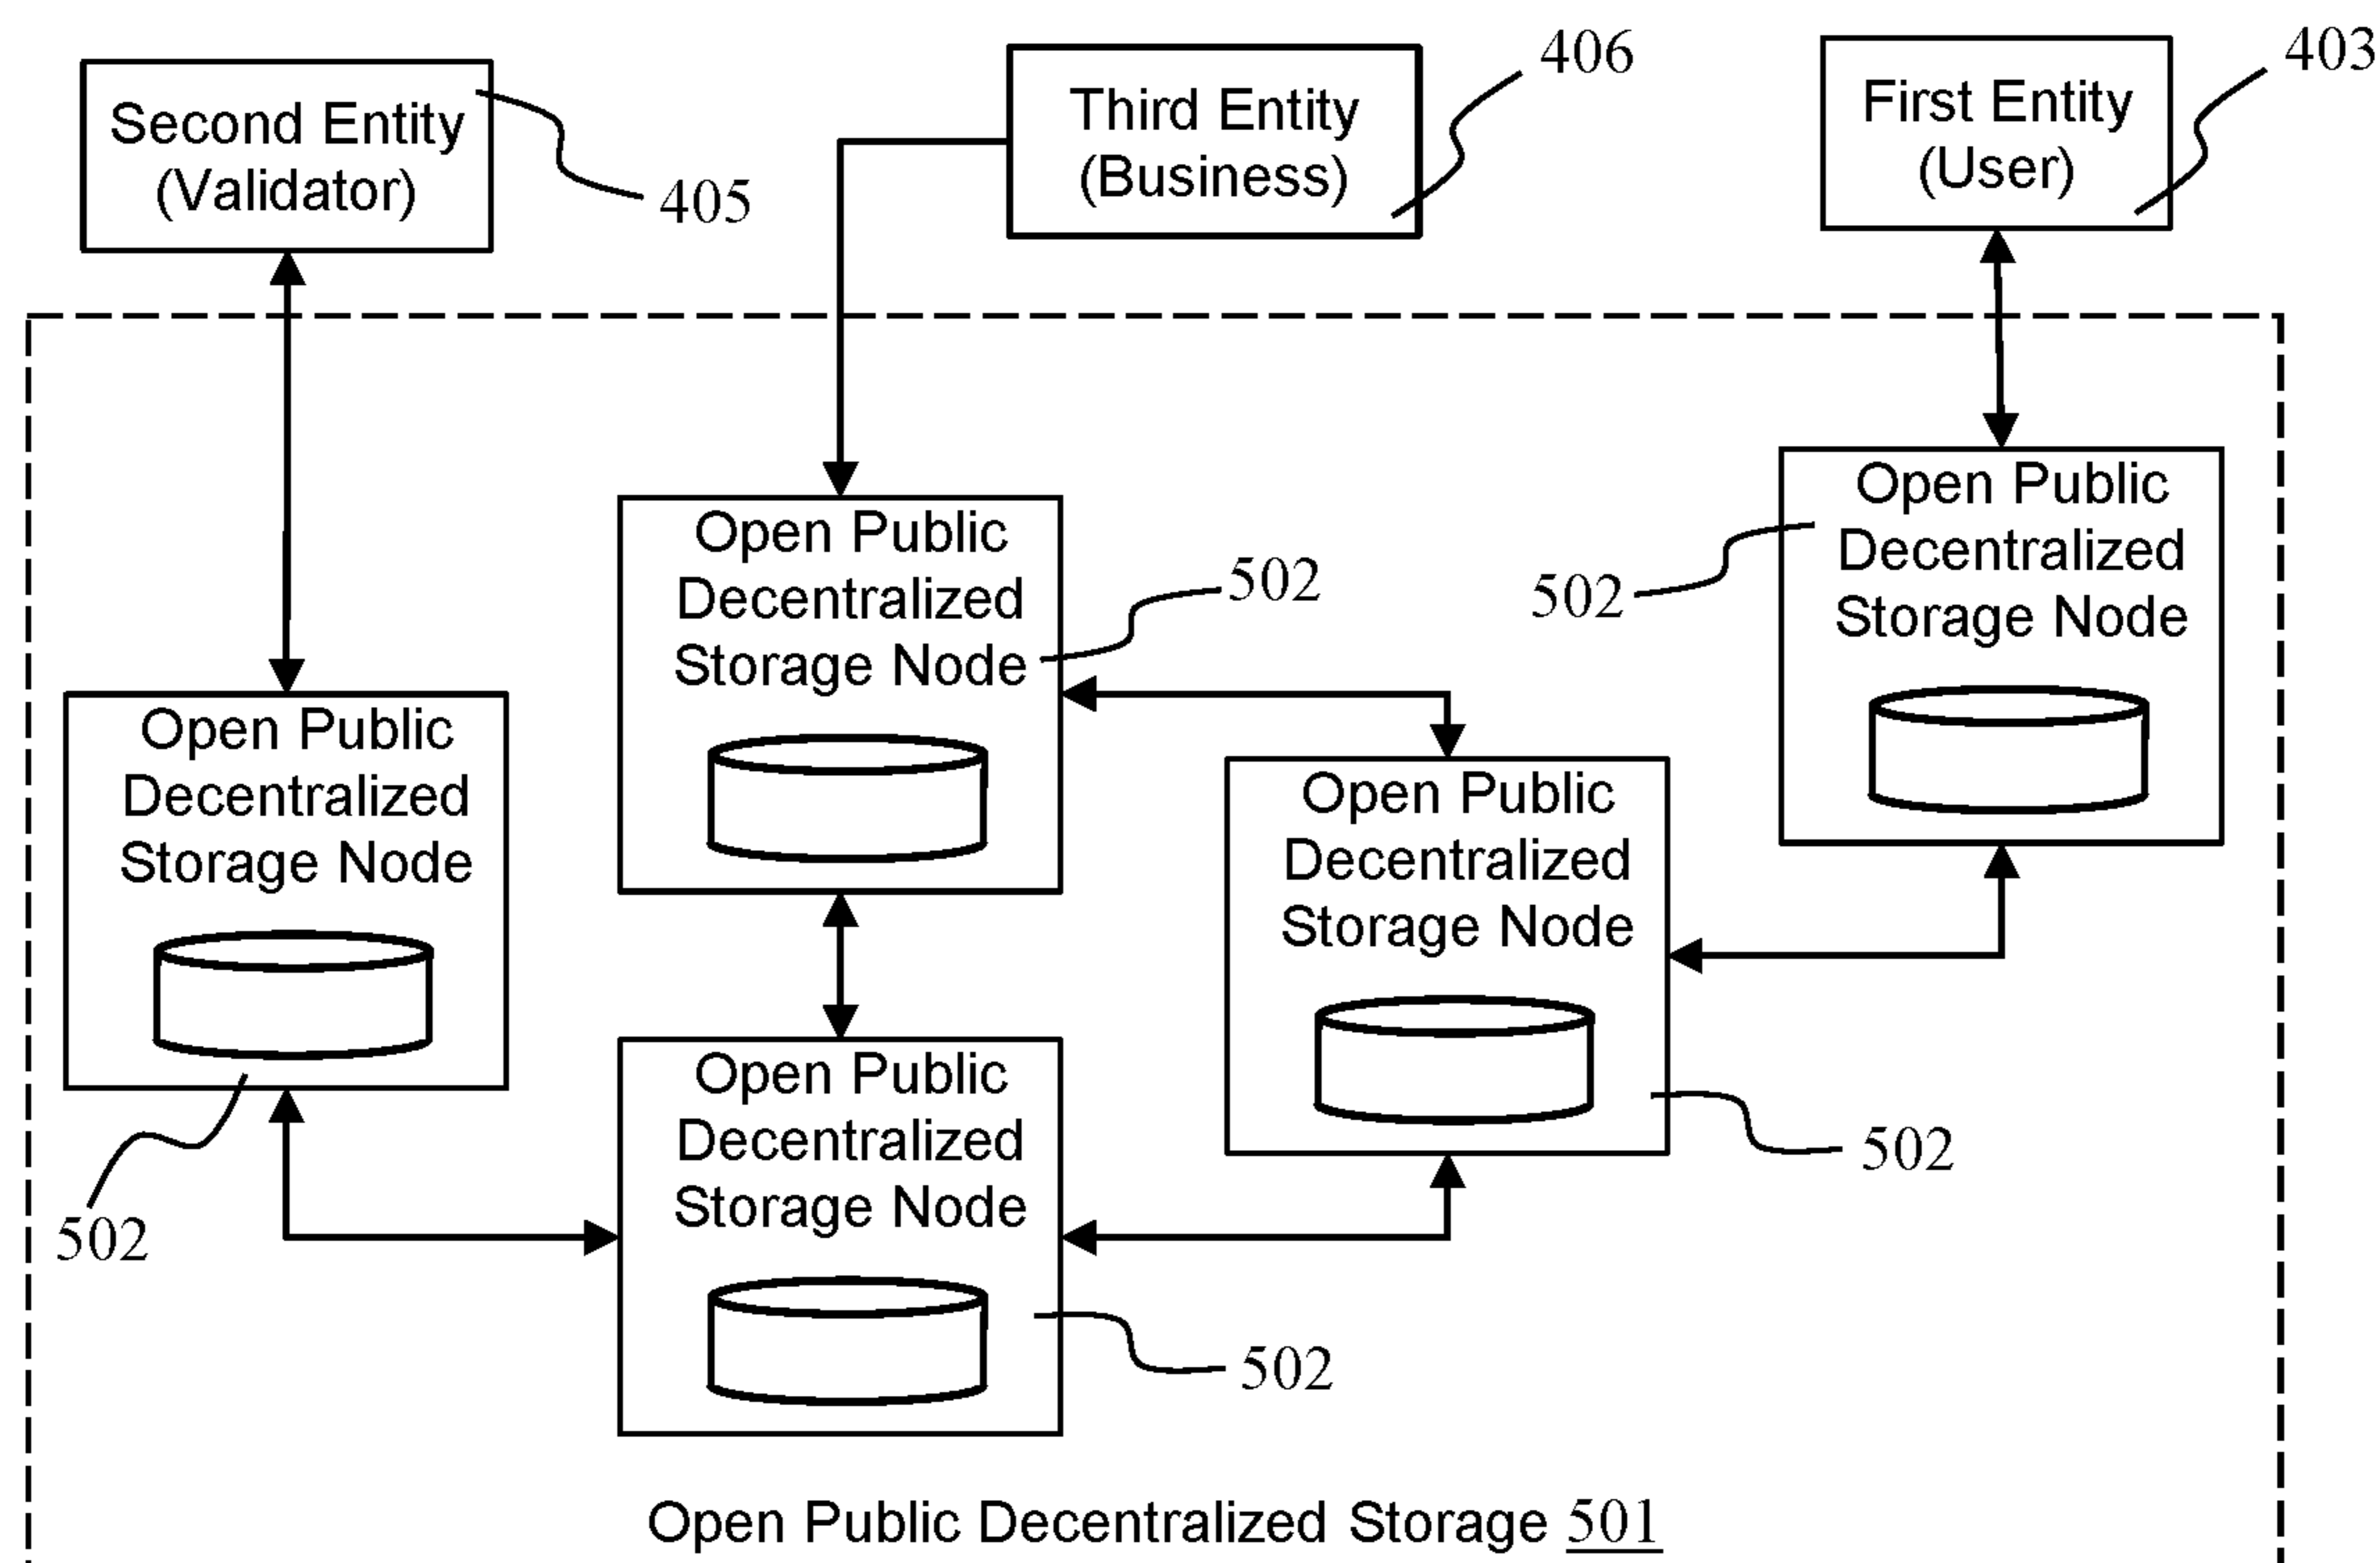 Second Entity
(Validator)
405
Third Entity
(Business)
406
First Entity
(User)
403
Open Public
Decentralized
Storage Node
502
Open Public
Decentralized
Storage Node
502
Open Public
Decentralized
Storage Node
502
Open Public
Decentralized
Storage Node
502
Open Public
Decentralized
Storage Node
502
Open Public Decentralized Storage 501